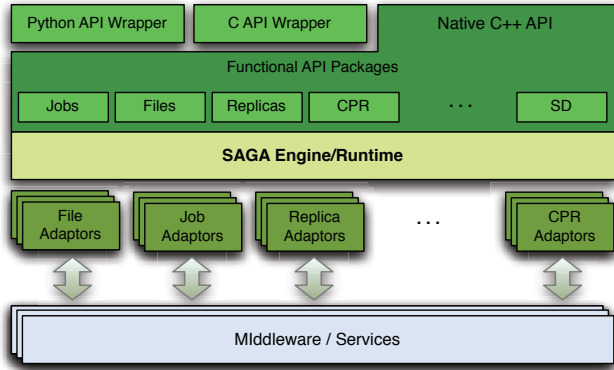 Python API Wrapper
C API Wrapper
Native C++ API
Functional API Packages
Jobs
Files
Replicas
CPR
. . .
SD
SAGA Engine/Runtime
File
Adaptors
Job
Adaptors
Replica
Adaptors
. . .
CPR
Adaptors
MIddleware / Services